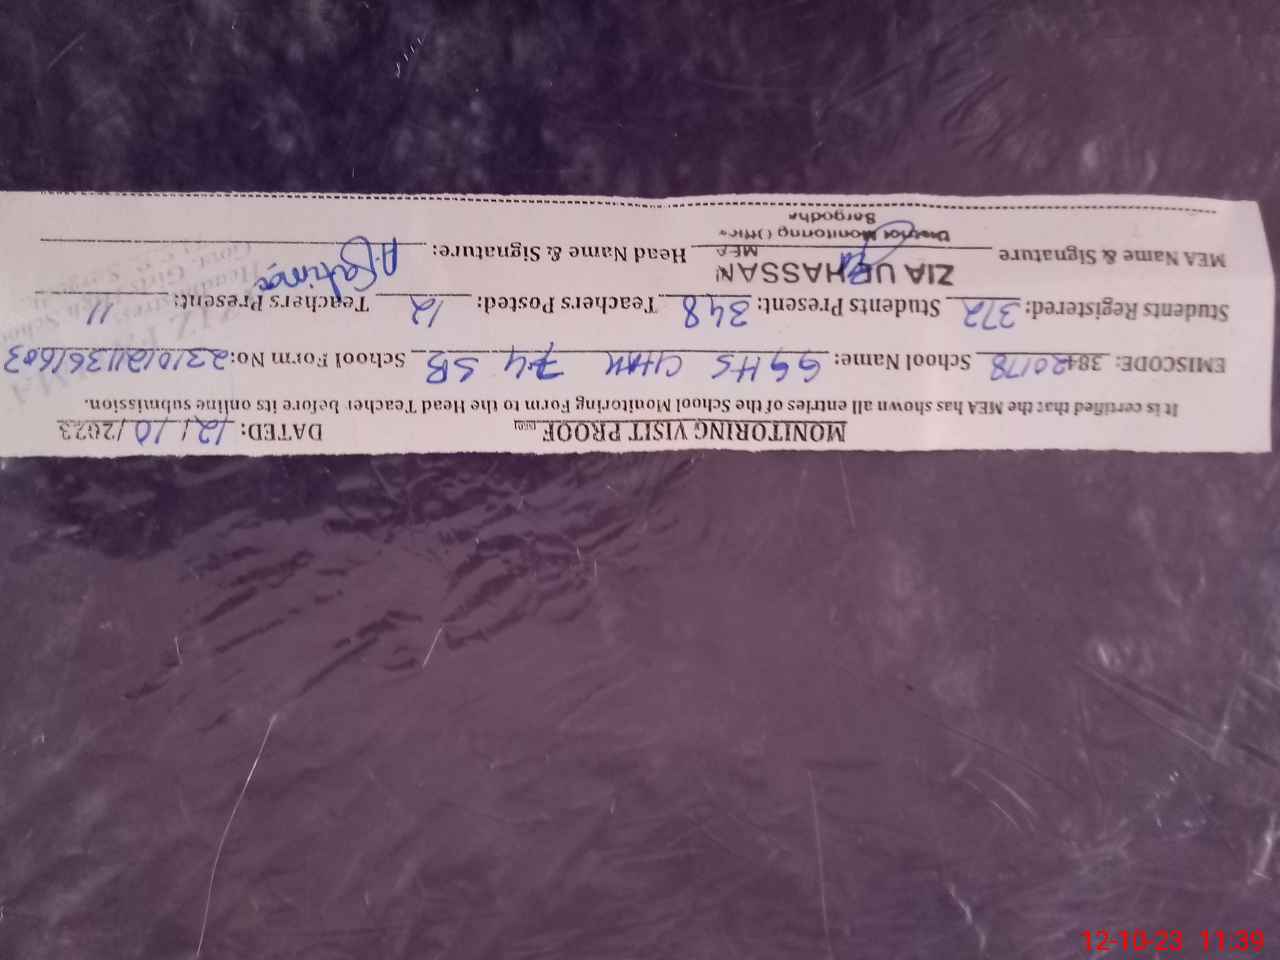 MONITORING VISIT PROOF DATED: 12/10/2023
It is certified that the MEA has shown all entries of the School Monitoring Form to the Head Teacher before its online submission.
EMISCODE: 38420178 School Name: GGHS CHAK 74 SB School Form No: 23101211361603
Students Registered: 372 Students Present: 348 Teachers Posted: 12 Teachers Present: 11
ZIA UL HASSAN
MEA Name & Signature MEA Head Name & Signature: A. Fatima
District Monitoring Office
Sargodha
12-10-23 11:39